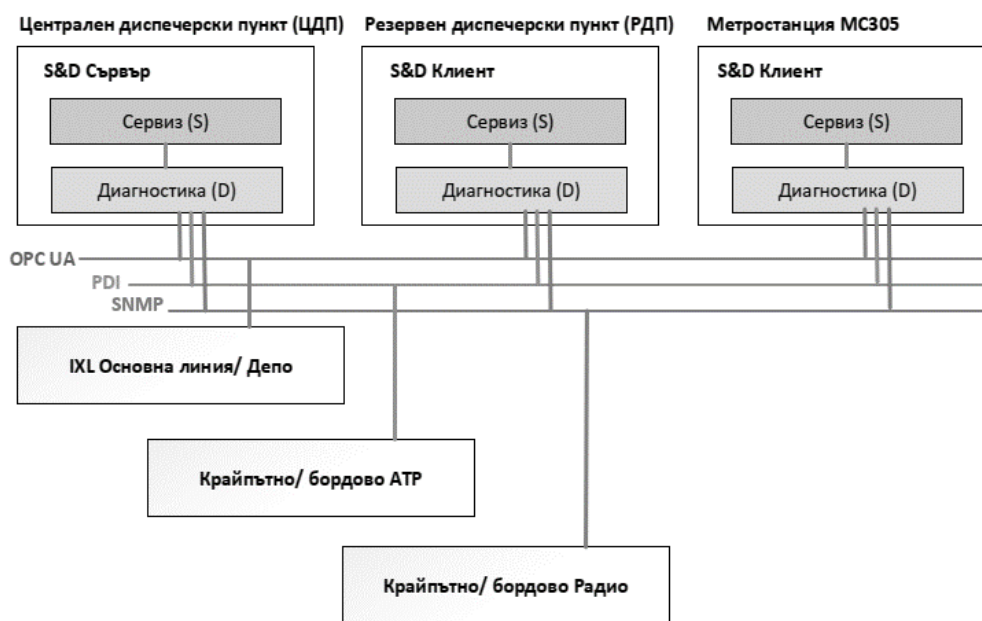 Централен диспечерски пункт (ЦДП)
Резервен диспечерски пункт (РДП)
Метростанция МС305
S&D Сървър
S&D Клиент
S&D Клиент
Сервиз (S)
Сервиз (S)
Сервиз (S)
Диагностика (D)
Диагностика (D)
Диагностика (D)
OPC UA
PDI
SNMP
IXL Основна линия/ Депо
Крайпътно/ бордово ATP
Крайпътно/ бордово Радио